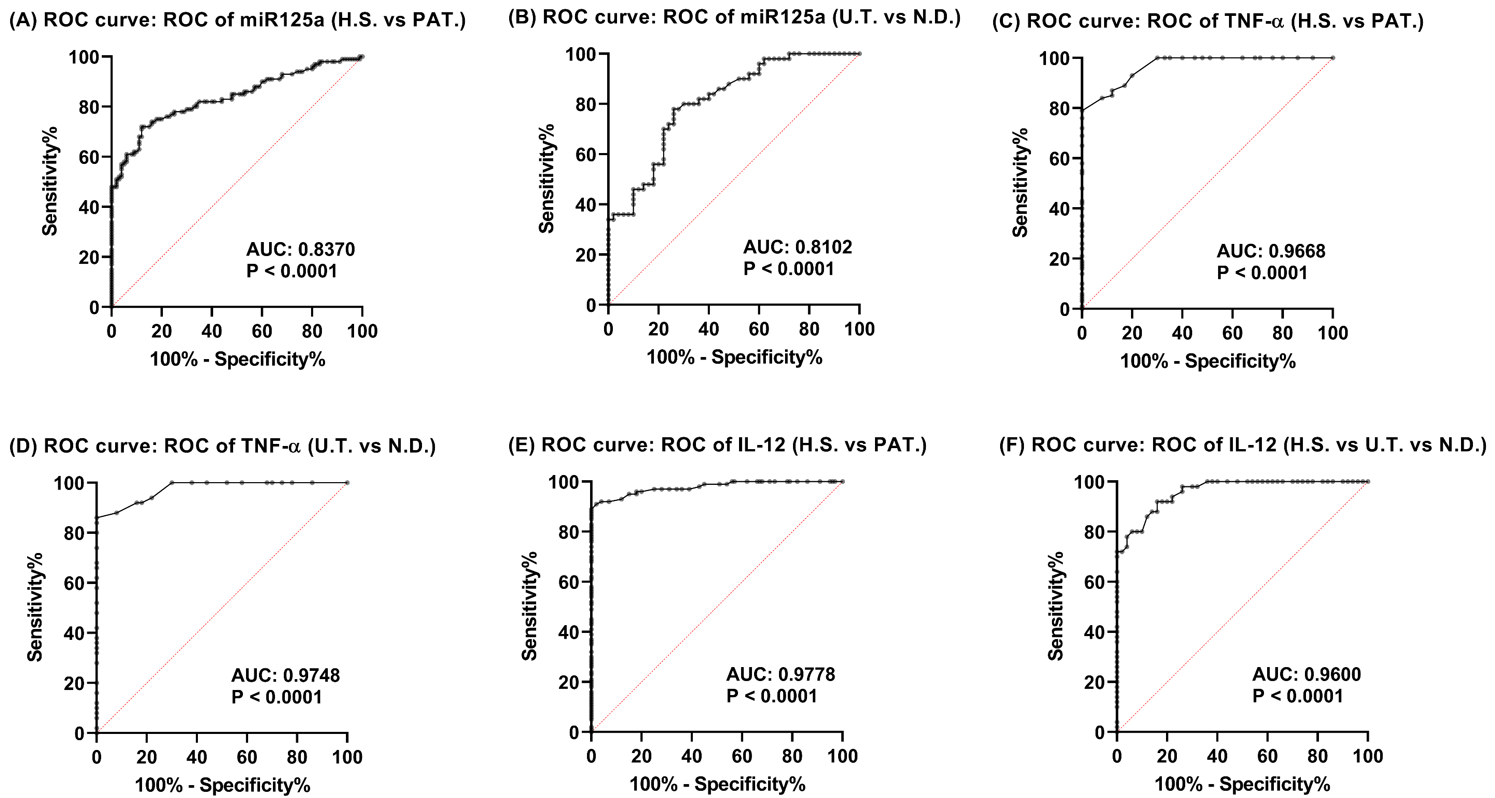 (A) ROC curve: ROC of miR125a (H.S. vs PAT.)
100
80
60
40
20
0
Sensitivity%
AUC: 0.8370
P < 0.0001
0 20 40 60 80 100
100% - Specificity%
(B) ROC curve: ROC of miR125a (U.T. vs N.D.)
100
80
60
40
20
0
Sensitivity%
AUC: 0.8102
P < 0.0001
0 20 40 60 80 100
100% - Specificity%
(C) ROC curve: ROC of TNF-α (H.S. vs PAT.)
100
80
60
40
20
0
Sensitivity%
AUC: 0.9668
P < 0.0001
0 20 40 60 80 100
100% - Specificity%
(D) ROC curve: ROC of TNF-α (U.T. vs N.D.)
100
80
60
40
20
0
Sensitivity%
AUC: 0.9748
P < 0.0001
0 20 40 60 80 100
100% - Specificity%
(E) ROC curve: ROC of IL-12 (H.S. vs PAT.)
100
80
60
40
20
0
Sensitivity%
AUC: 0.9778
P < 0.0001
0 20 40 60 80 100
100% - Specificity%
(F) ROC curve: ROC of IL-12 (H.S. vs U.T. vs N.D.)
100
80
60
40
20
0
Sensitivity%
AUC: 0.9600
P < 0.0001
0 20 40 60 80 100
100% - Specificity%